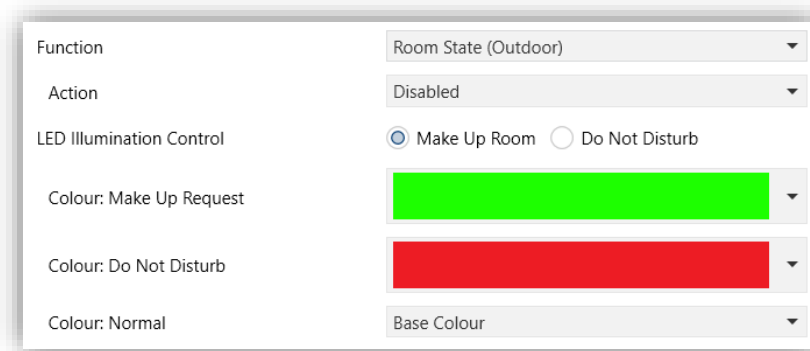 Function Room State (Outdoor)
Action Disabled
LED Illumination Control Make Up Room Do Not Disturb
Colour: Make Up Request
Colour: Do Not Disturb
Colour: Normal Base Colour